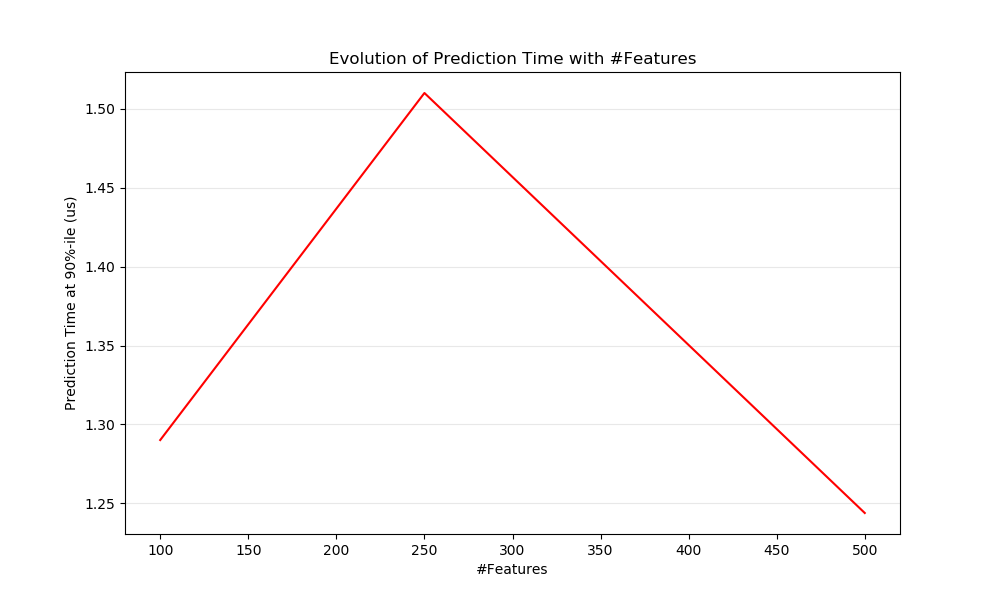 Evolution of Prediction Time with #Features
Prediction Time at 90%-ile (us)
1.50
1.45
1.40
1.35
1.30
1.25
100 150 200 250 300 350 400 450 500
#Features